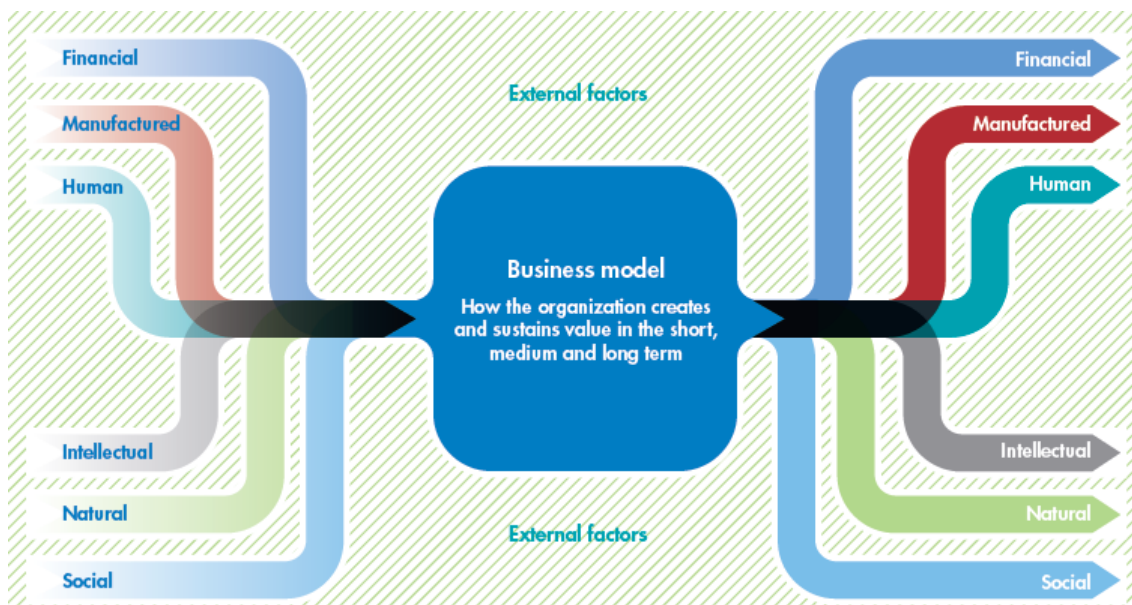 Financial
Manufactured
Human
Intellectual
Natural
Social
External factors
Business model
How the organization creates
and sustains value in the short,
medium and long term
External factors
Financial
Manufactured
Human
Intellectual
Natural
Social